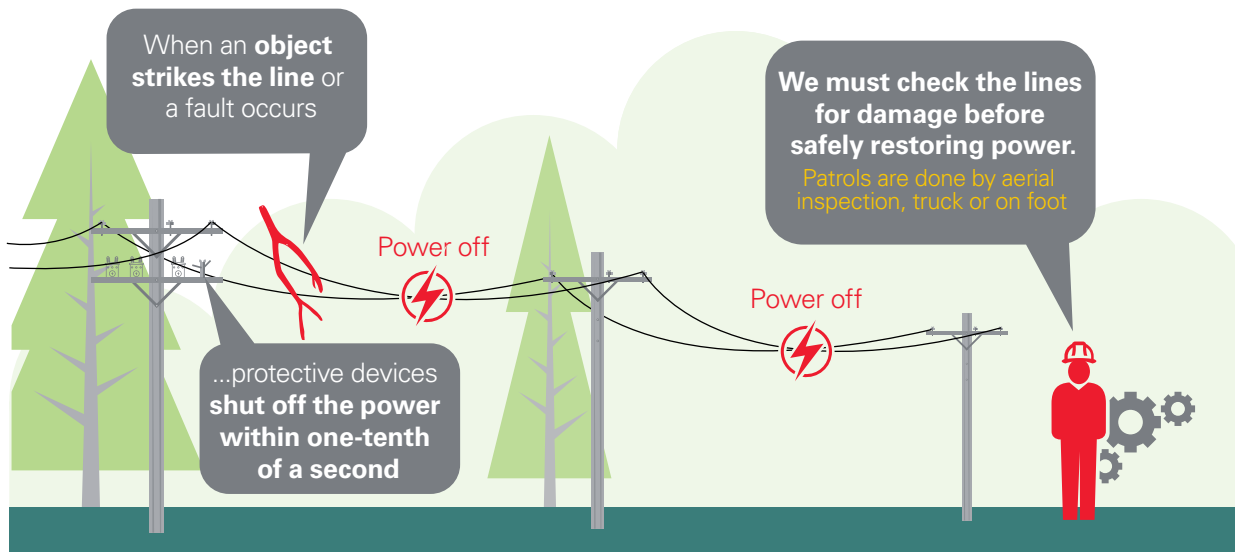 When an object
strikes the line or
a fault occurs
We must check the lines
for damage before
safely restoring power.
Patrols are done by aerial
inspection, truck or on foot
Power off
Power off
...protective devices
shut off the power
within one-tenth
of a second